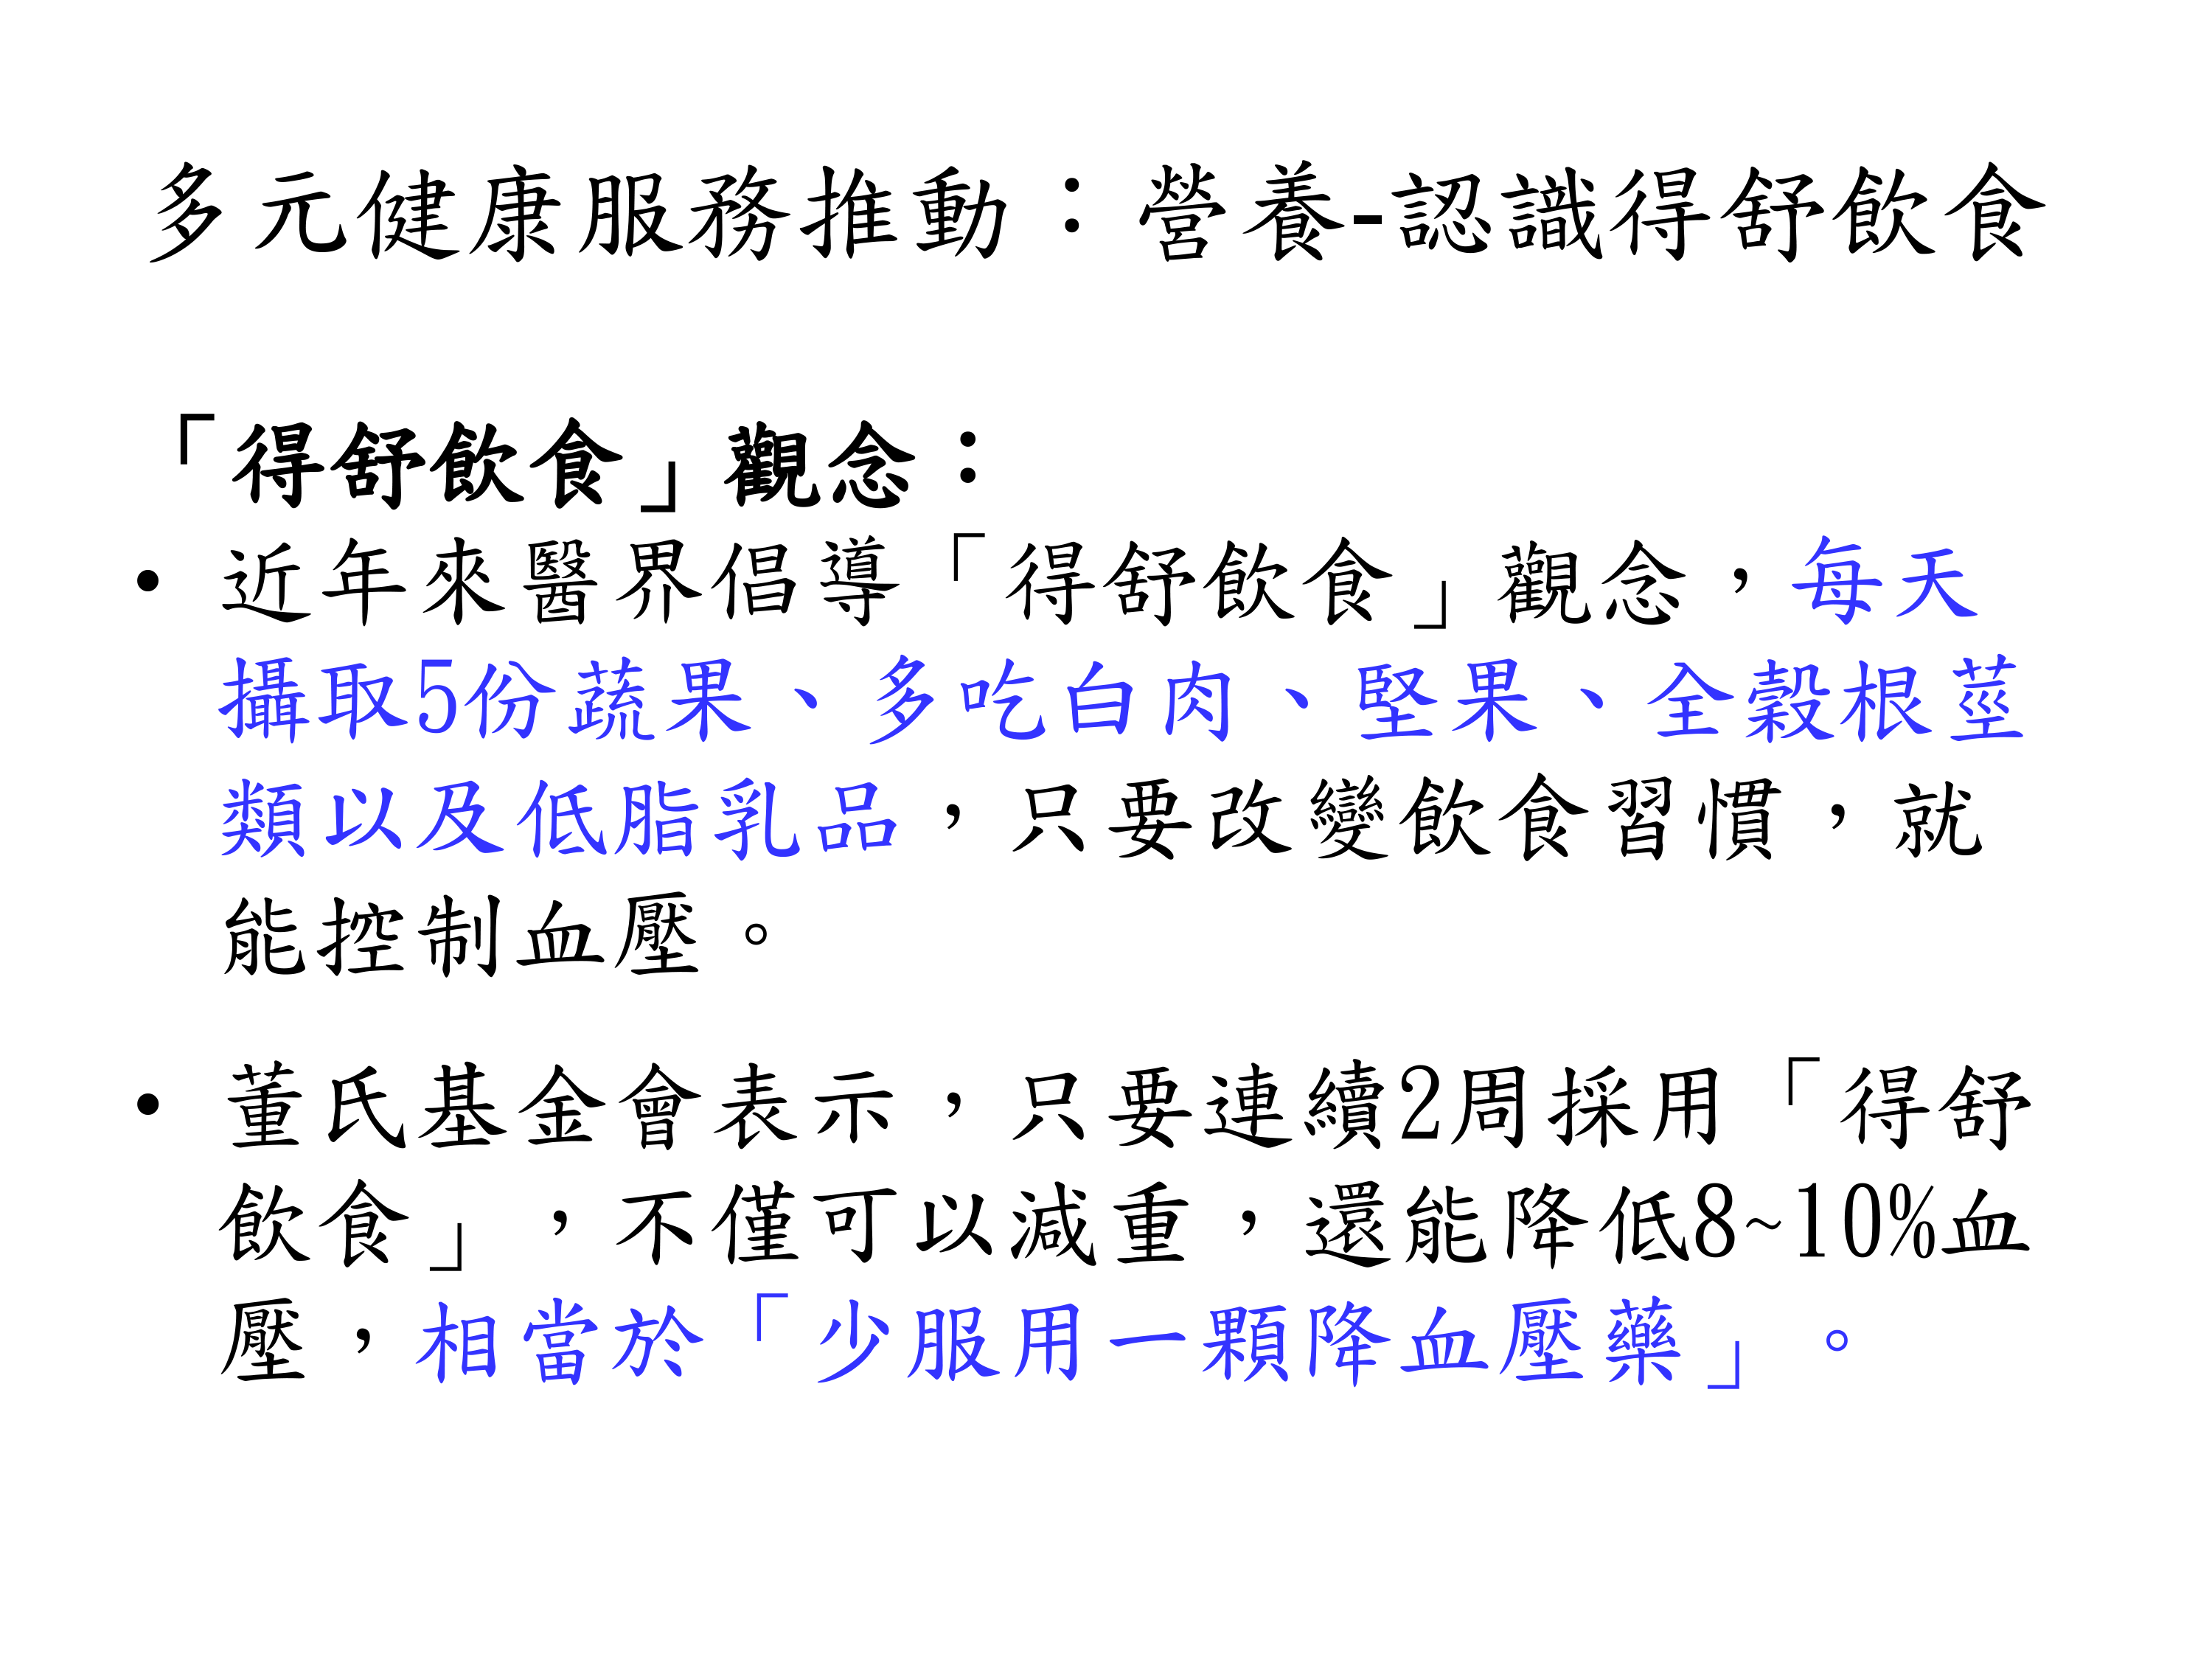 多元健康服務推動：營養-認識得舒飲食
「得舒飲食」觀念：
• 近年來醫界倡導「得舒飲食」觀念，每天
攝取5份蔬果、多吃白肉、堅果、全穀根莖
類以及低脂乳品，只要改變飲食習慣，就
能控制血壓。
• 董氏基金會表示，只要連續2周採用「得舒
飲食」，不僅可以減重，還能降低8~10%血
壓，相當於「少服用一顆降血壓藥」。